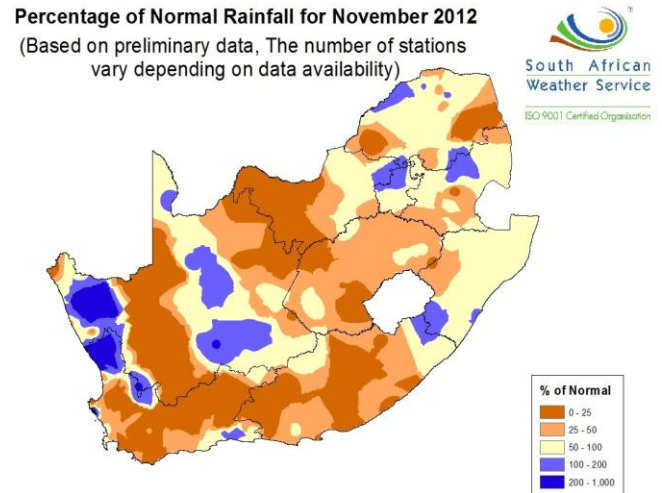 Percentage of Normal Rainfall for November 2012
(Based on preliminary data, The number of stations
vary depending on data availability)
South African
Weather Service
ISO 9001 Certified Organisation
% of Normal
0 - 25
25 - 50
50 - 100
100 - 200
200 - 1,000